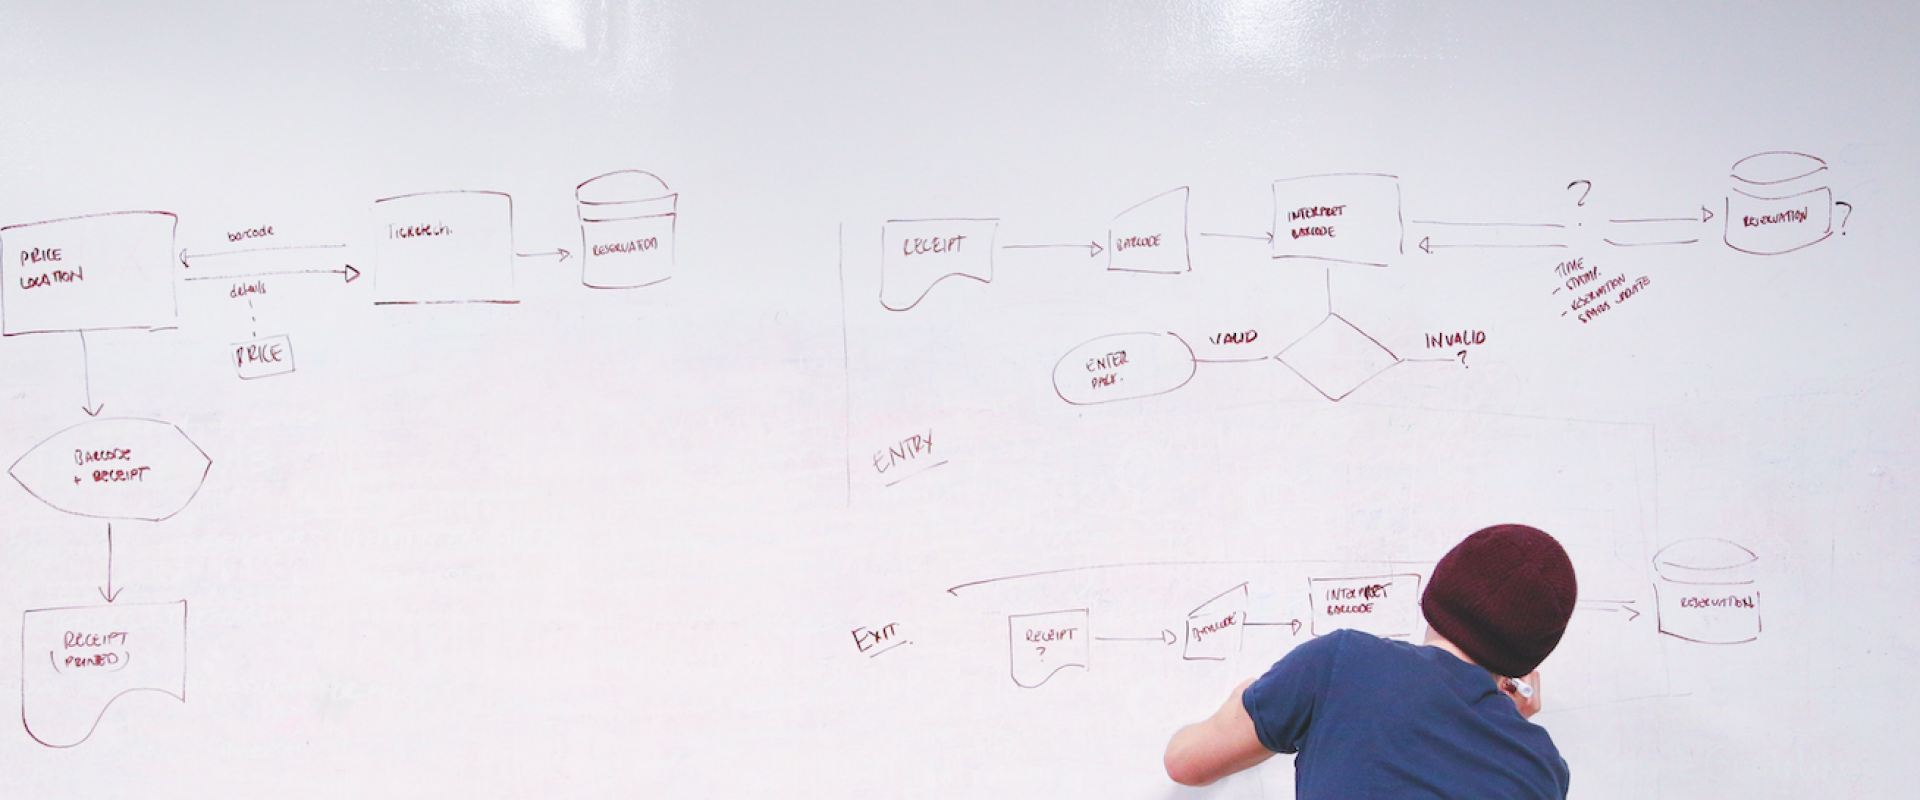 PRICE
LOCATION
barcode
details
PRICE
Ticketech.
RESERVATION
BARCODE
+ RECEIPT
RECEIPT
(PRINTED)
RECEIPT
BARCODE
INTERPRET
BARCODE
?
TIME
- STAMP.
- RESERVATION
STATUS UPDATE
RESERVATION
?
VALID
INVALID
?
ENTER
PARK.
ENTRY
EXIT.
RECEIPT
?
BARCODE
INTERPRET
BARCODE
RESERVATION